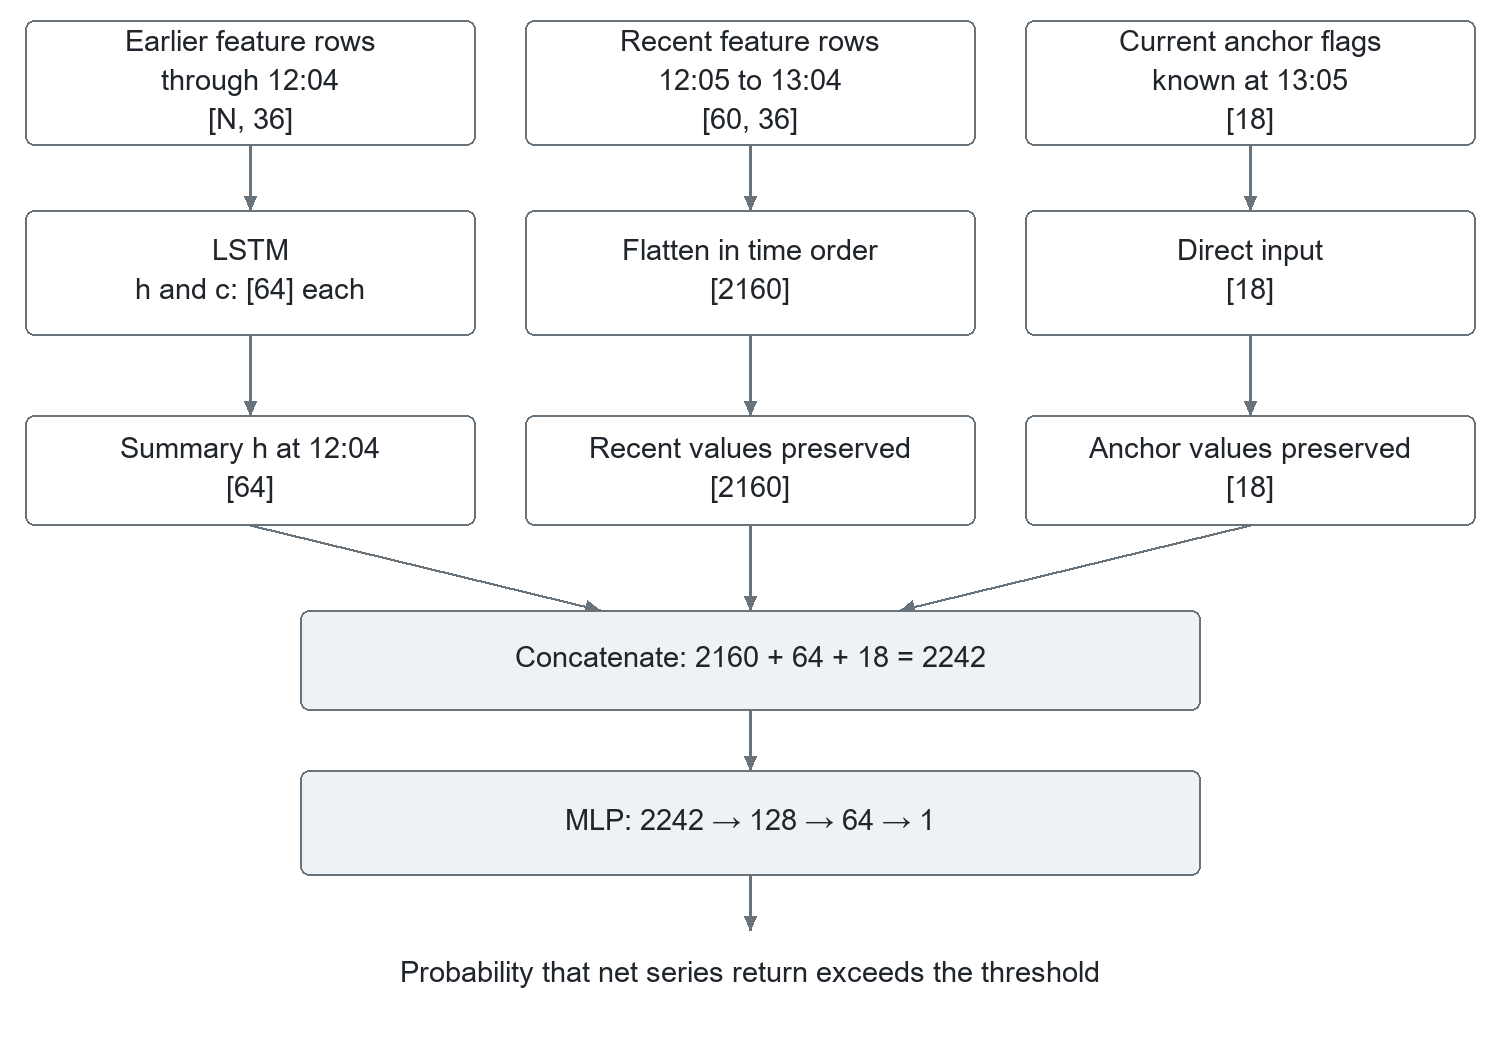 Earlier feature rows
through 12:04
[N, 36]
Recent feature rows
12:05 to 13:04
[60, 36]
Current anchor flags
known at 13:05
[18]
LSTM
h and c: [64] each
Flatten in time order
[2160]
Direct input
[18]
Summary h at 12:04
[64]
Recent values preserved
[2160]
Anchor values preserved
[18]
Concatenate: 2160 + 64 + 18 = 2242
MLP: 2242 → 128 → 64 → 1
Probability that net series return exceeds the threshold